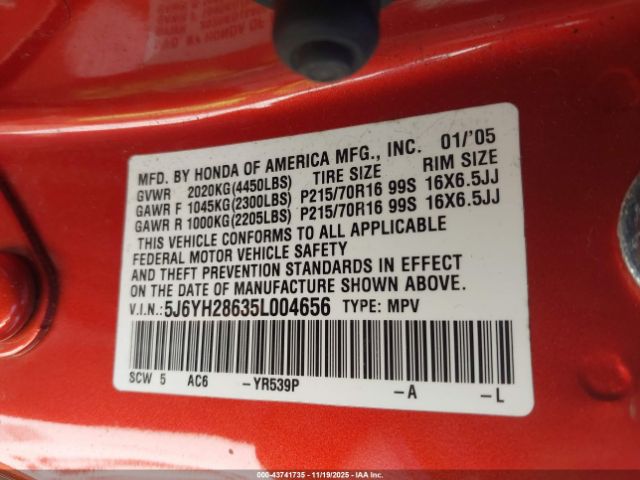 MFD. BY HONDA OF AMERICA MFG., INC. 01/'05
GVWR 2020KG(4450LBS) TIRE SIZE RIM SIZE
GAWR F 1045KG(2300LBS) P215/70R16 99S 16X6.5JJ
GAWR R 1000KG(2205LBS) P215/70R16 99S 16X6.5JJ
THIS VEHICLE CONFORMS TO ALL APPLICABLE
FEDERAL MOTOR VEHICLE SAFETY
AND THEFT PREVENTION STANDARDS IN EFFECT
ON THE DATE OF MANUFACTURE SHOWN ABOVE.
V.I.N.:5J6YH28635L004656 TYPE: MPV
SCW 5 AC6 -YR539P -A -L
000-43741735 - 11/19/2025 - IAA Inc.